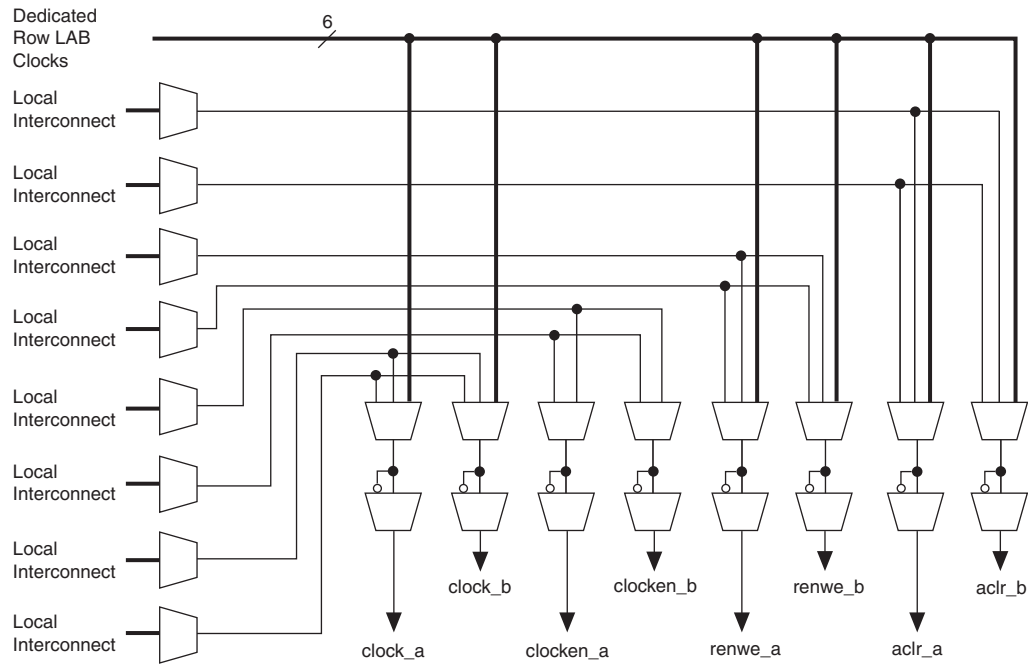 Dedicated
Row LAB
Clocks
6
Local
Interconnect
Local
Interconnect
Local
Interconnect
Local
Interconnect
Local
Interconnect
Local
Interconnect
Local
Interconnect
Local
Interconnect
clock_b
clocken_b
renwe_b
aclr_b
clock_a
clocken_a
renwe_a
aclr_a